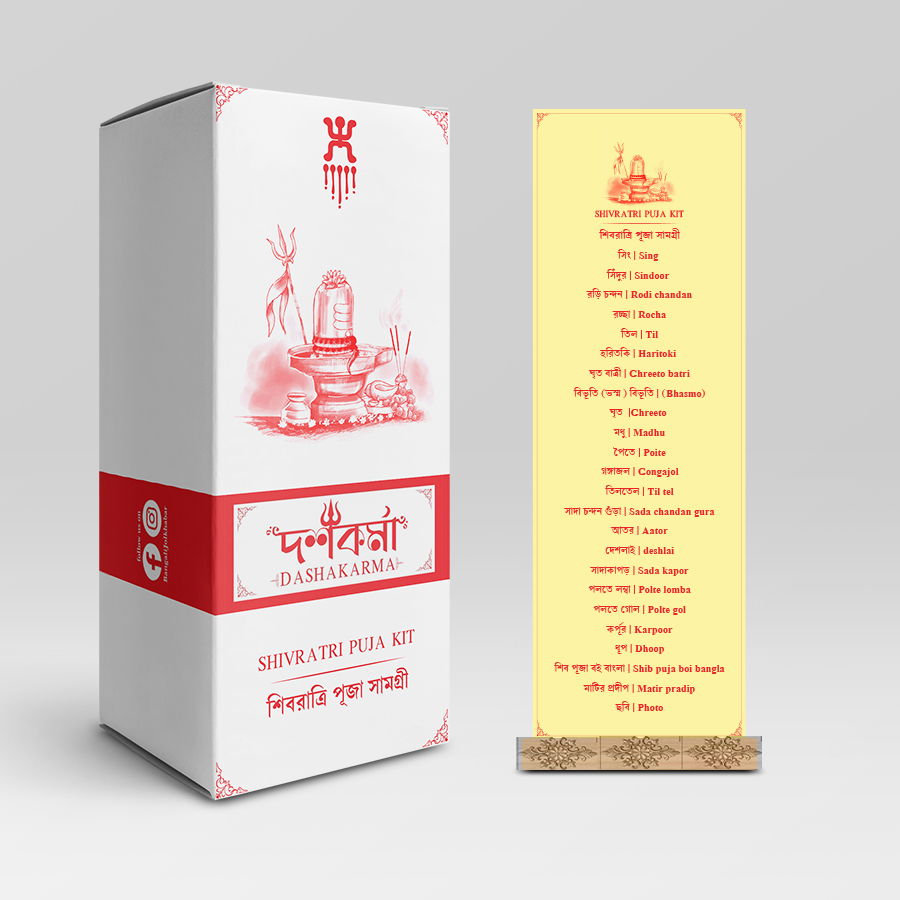 follow us on
BangaliJolkhabar
দশকর্মা
DASHAKARMA
SHIVRATRI PUJA KIT
শিবরাত্রি পূজা সামগ্রী
SHIVRATRI PUJA KIT
শিবরাত্রি পূজা সামগ্রী
সিং | Sing
সিঁদুর | Sindoor
রড়ি চন্দন | Rodi chandan
রচ্ছা | Rocha
তিল | Til
হরিতকি | Haritoki
ঘৃত বাত্রী | Chreeto batri
বিভূতি (ভস্ম ) বিভূতি | (Bhasmo)
ঘৃত |Chreeto
মধু | Madhu
পৈতে | Poite
গঙ্গাজল | Congajol
তিলতেল | Til tel
সাদা চন্দন গুঁড়া | Sada chandan gura
আতর | Aator
দেশলাই | deshlai
সাদাকাপড় | Sada kapor
পলতে লম্বা | Polte lomba
পলতে গোল | Polte gol
কর্পূর | Karpoor
ধূপ | Dhoop
শিব পূজা বই বাংলা | Shib puja boi bangla
মাটির প্রদীপ | Matir pradip
ছবি | Photo